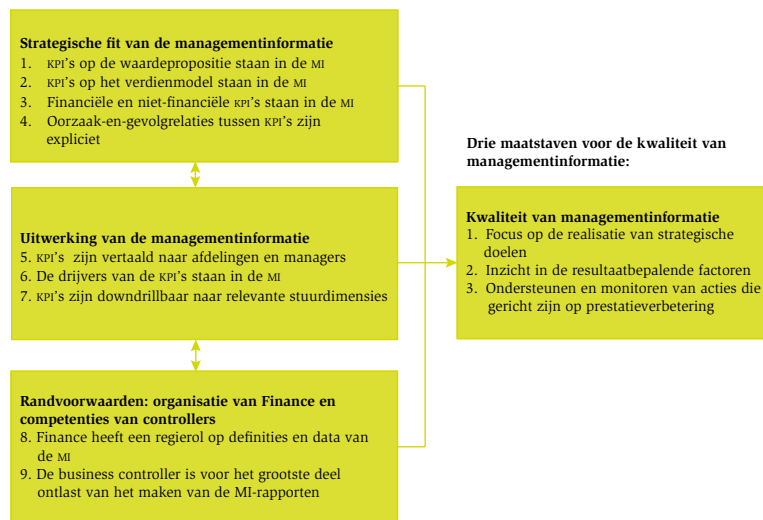 Strategische fit van de managementinformatie
1. KPI's op de waardepropositie staan in de MI
2. KPI's op het verdienmodel staan in de MI
3. Financiële en niet-financiële KPI's staan in de MI
4. Oorzaak-en-gevolgrelaties tussen KPI's zijn
expliciet
Uitwerking van de managementinformatie
5. KPI's zijn vertaald naar afdelingen en managers
6. De drijvers van de KPI's staan in de MI
7. KPI's zijn downdrillbaar naar relevante stuurdimensies
Randvoorwaarden: organisatie van Finance en
competenties van controllers
8. Finance heeft een regierol op definities en data van
de MI
9. De business controller is voor het grootste deel
ontlast van het maken van de MI-rapporten
Drie maatstaven voor de kwaliteit van
managementinformatie:
Kwaliteit van managementinformatie
1. Focus op de realisatie van strategische
doelen
2. Inzicht in de resultaatbepalende factoren
3. Ondersteunen en monitoren van acties die
gericht zijn op prestatieverbetering